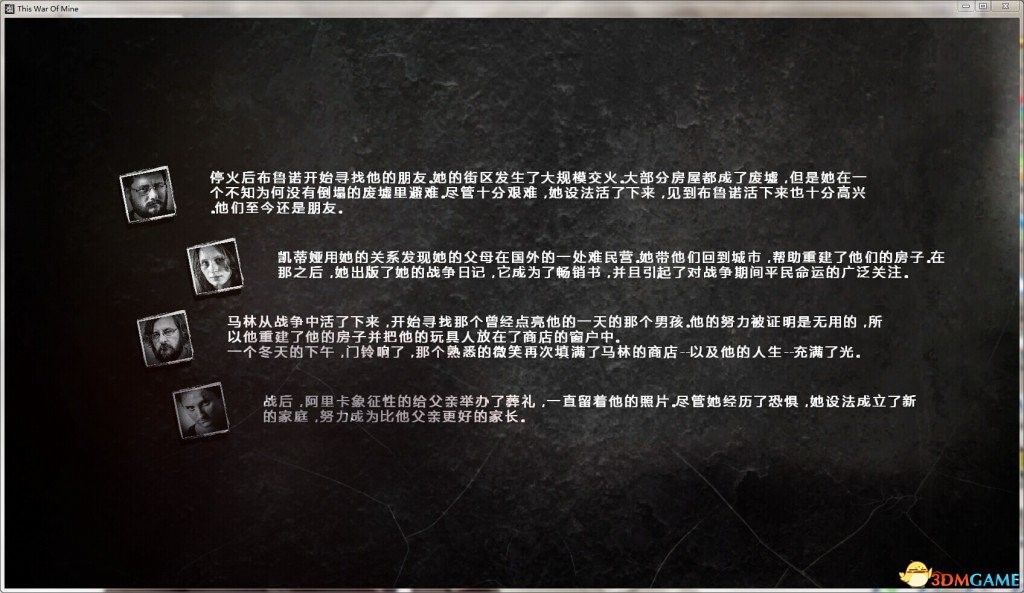 This War Of Mine
停火后布鲁诺开始寻找他的朋友.她的街区发生了大规模交火.大部分房屋都成了废墟,但是她在一
个不知为何没有倒塌的废墟里避难.尽管十分艰难,她设法活了下来,见到布鲁诺活下来也十分高兴
.他们至今还是朋友.
凯蒂娅用她的关系发现她的父母在国外的一处难民营.她带他们回到城市,帮助重建了他们的房子.在
那之后,她出版了她的战争日记,它成为了畅销书,并且引起了对战争期间平民命运的广泛关注.
马林从战争中活了下来,开始寻找那个曾经点亮他的一天的那个男孩.他的努力被证明是无用的,所
以他重建了他的房子并把他的玩具人放在了商店的窗户中.
一个冬天的下午,门铃响了,那个熟悉的微笑再次填满了马林的商店--以及他的人生--充满了光.
战后,阿里卡象征性的给父亲举办了葬礼,一直留着他的照片.尽管她经历了恐惧,她设法成立了新
的家庭,努力成为比他父亲更好的家长.
3DMGAME